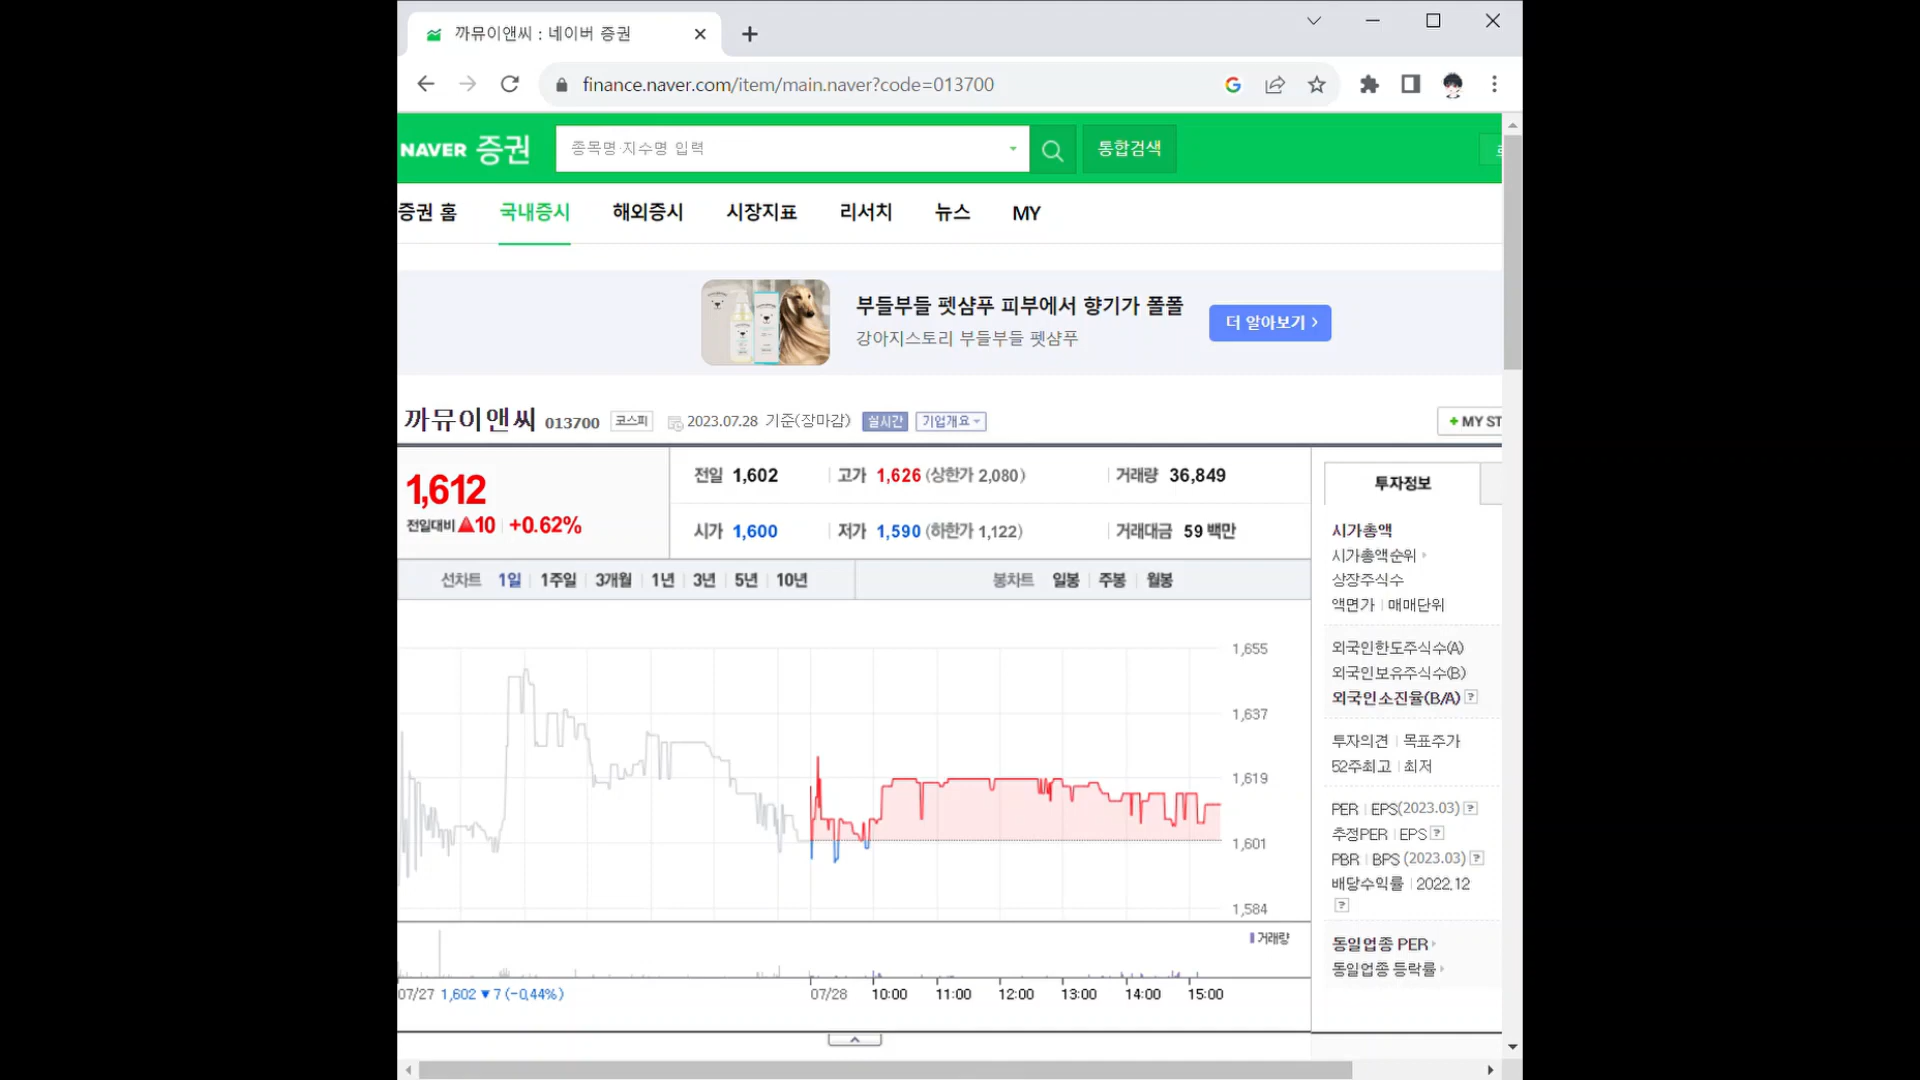 까뮤이앤씨 : 네이버 증권
finance.naver.com/item/main.naver?code=013700
NAVER 증권
종목명·지수명 입력
통합검색
증권 홈 국내증시 해외증시 시장지표 리서치 뉴스 MY
부들부들 펫샴푸 피부에서 향기가 폴폴
강아지스토리 부들부들 펫샴푸
더 알아보기 ›
까뮤이앤씨 013700 코스피 2023.07.28 기준(장마감) 실시간 기업개요
+ MY ST
1,612
전일대비 ▲10 +0.62%
전일 1,602 고가 1,626 (상한가 2,080) 거래량 36,849
시가 1,600 저가 1,590 (하한가 1,122) 거래대금 59 백만
선차트 1일 1주일 3개월 1년 3년 5년 10년 봉차트 일봉 주봉 월봉
1,655
1,637
1,619
1,601
1,584
거래량
07/27 1,602 ▼7 (-0.44%) 07/28 10:00 11:00 12:00 13:00 14:00 15:00
투자정보
시가총액
시가총액순위
상장주식수
액면가 | 매매단위
외국인한도주식수(A)
외국인보유주식수(B)
외국인소진율(B/A) ?
투자의견 | 목표주가
52주최고 | 최저
PER | EPS(2023.03) ?
추정PER | EPS ?
PBR | BPS (2023.03) ?
배당수익률 | 2022.12
?
동일업종 PER
동일업종 등락률